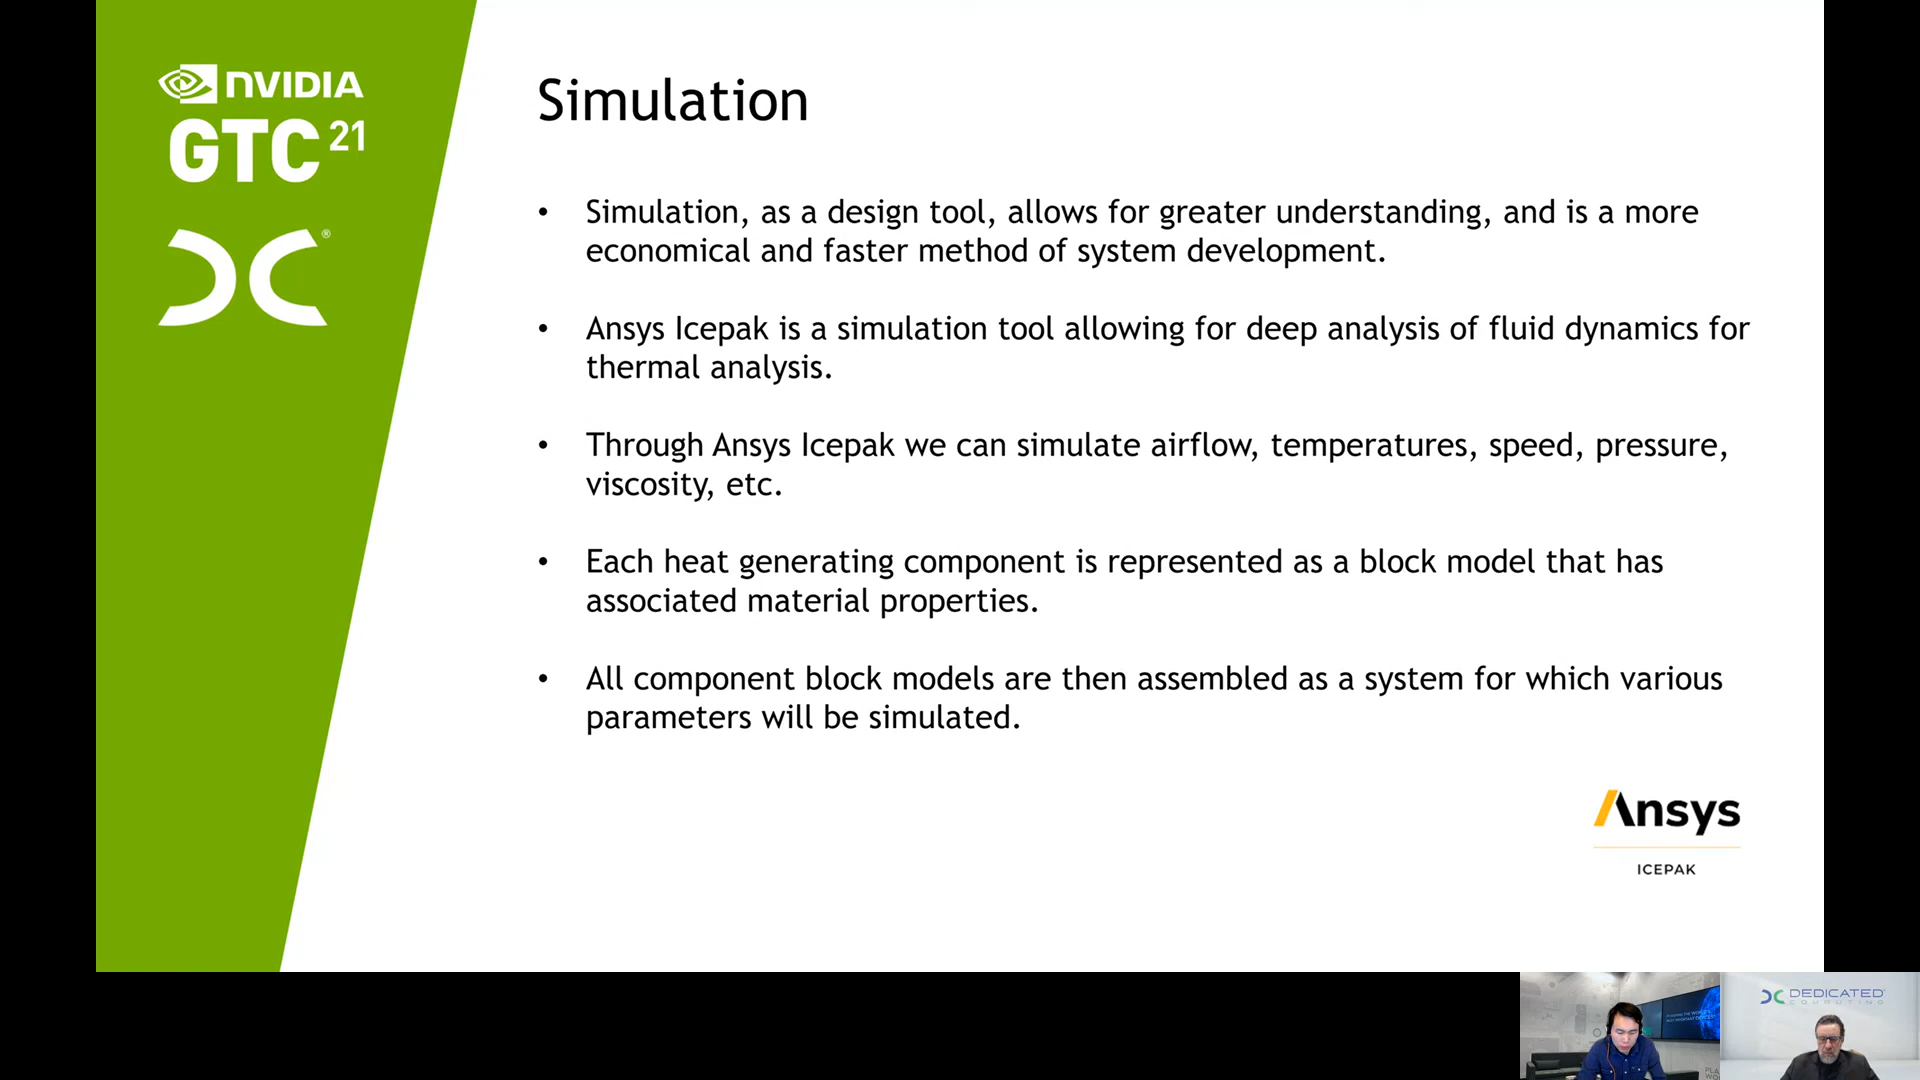 NVIDIA
GTC 21
®
Simulation
• Simulation, as a design tool, allows for greater understanding, and is a more
economical and faster method of system development.
• Ansys Icepak is a simulation tool allowing for deep analysis of fluid dynamics for
thermal analysis.
• Through Ansys Icepak we can simulate airflow, temperatures, speed, pressure,
viscosity, etc.
• Each heat generating component is represented as a block model that has
associated material properties.
• All component block models are then assembled as a system for which various
parameters will be simulated.
Ansys
ICEPAK
DEDICATED
COMPUTING